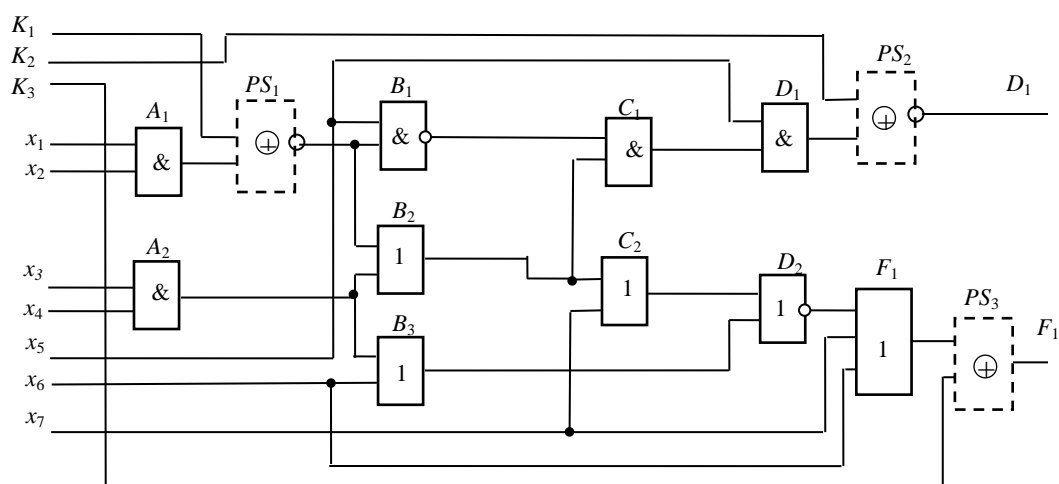 K1
K2
K3
PS1
B1
C1
D1
PS2
D1
A1
x1
x2
&
⊕
&
&
&
⊕
A2
B2
C2
D2
F1
PS3
F1
x3
x4
&
1
1
1
1
⊕
B3
x5
x6
x7
1